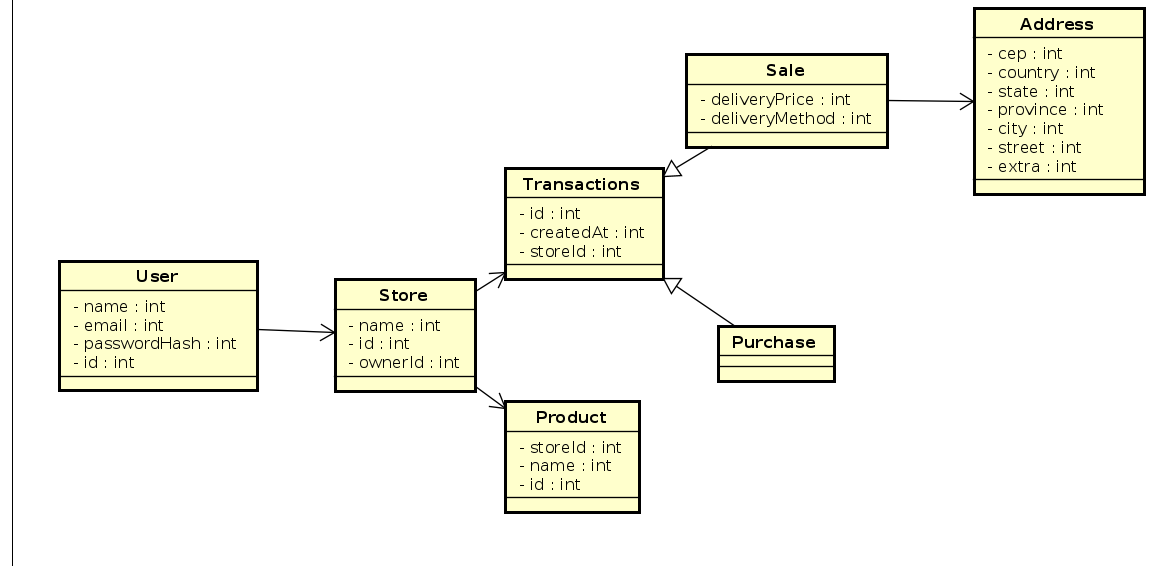 Address
- cep : int
- country : int
- state : int
- province : int
- city : int
- street : int
- extra : int
Sale
- deliveryPrice : int
- deliveryMethod : int
Transactions
- id : int
- createdAt : int
- storeId : int
User
- name : int
- email : int
- passwordHash : int
- id : int
Store
- name : int
- id : int
- ownerId : int
Purchase
Product
- storeId : int
- name : int
- id : int